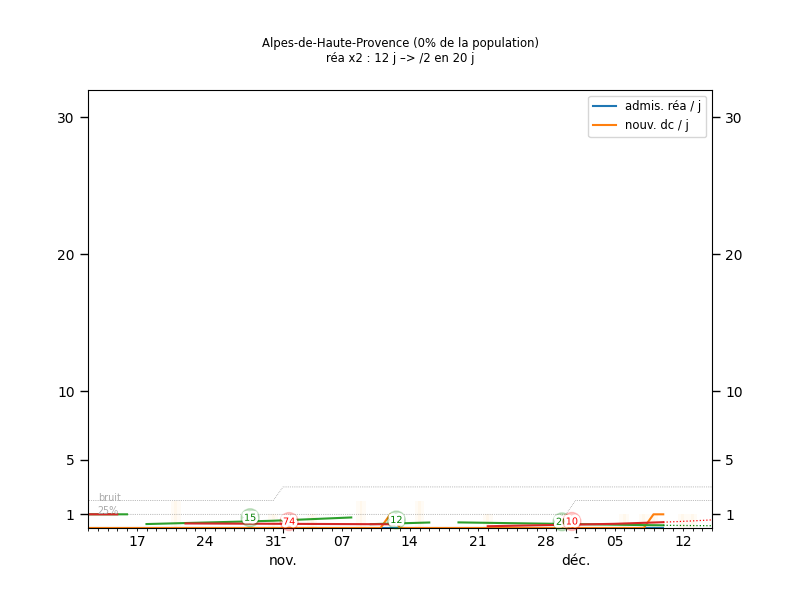 Alpes-de-Haute-Provence (0% de la population)
réa x2 : 12 j –> /2 en 20 j
admis. réa / j
nouv. dc / j
30 30
20 20
10 10
5 5
bruit
25%
1 1
15 74 12 10
17 24 31 07 14 21 28 05 12
nov. déc.